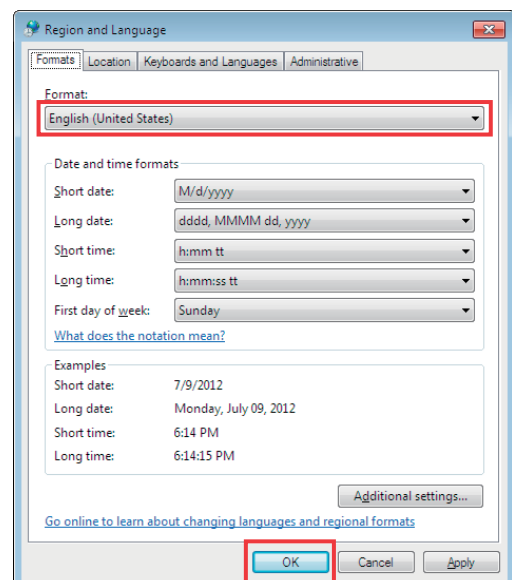 Region and Language
Formats Location Keyboards and Languages Administrative
Format:
English (United States)
Date and time formats
Short date: M/d/yyyy
Long date: dddd, MMMM dd, yyyy
Short time: h:mm tt
Long time: h:mm:ss tt
First day of week: Sunday
What does the notation mean?
Examples
Short date: 7/9/2012
Long date: Monday, July 09, 2012
Short time: 6:14 PM
Long time: 6:14:15 PM
Additional settings...
Go online to learn about changing languages and regional formats
OK Cancel Apply